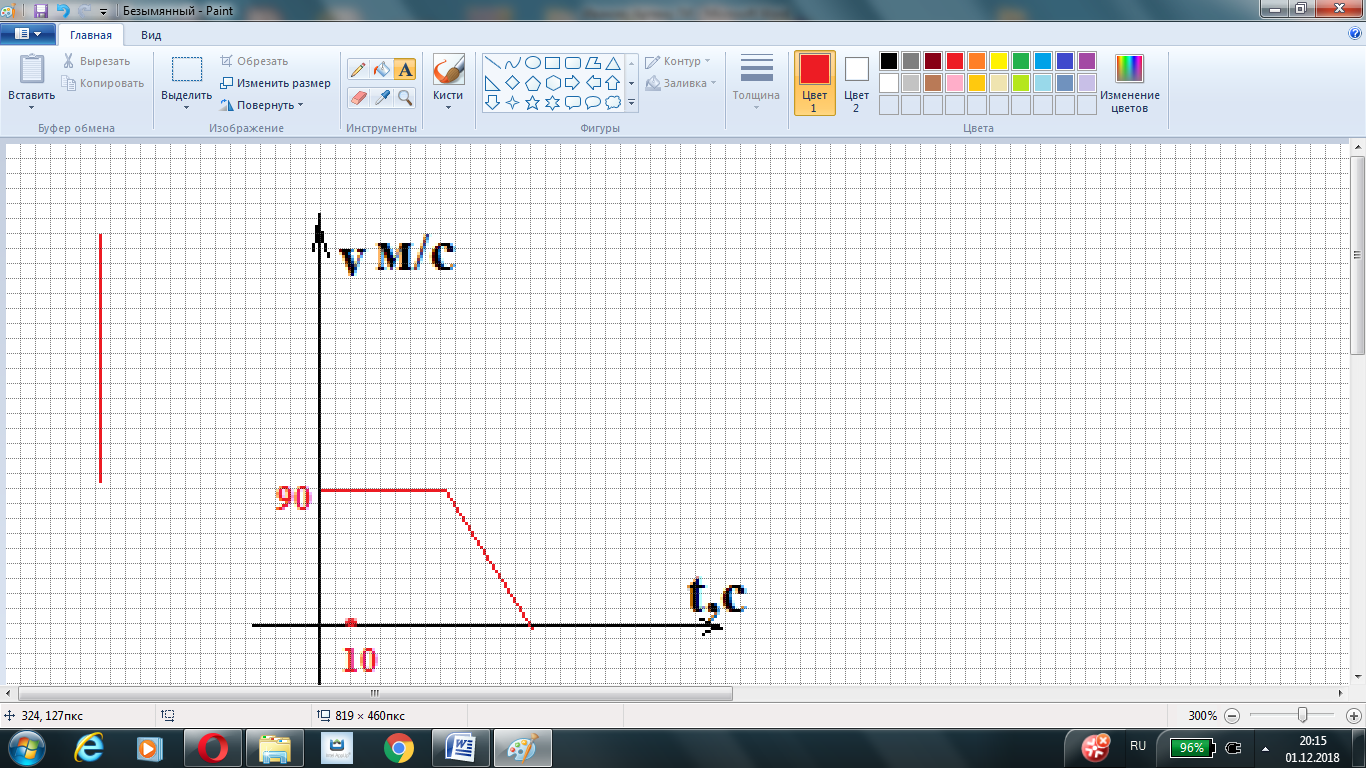 Безымянный - Paint
Главная
Вид
Вставить
Вырезать
Копировать
Буфер обмена
Выделить
Обрезать
Изменить размер
Повернуть
Изображение
A
Инструменты
Кисти
Контур
Заливка
Фигуры
Толщина
Цвет 1
Цвет 2
Изменение цветов
Цвета
v м/с
90
t,c
10
324, 127пкс
819 × 460пкс
300%
RU
96%
20:15
01.12.2018